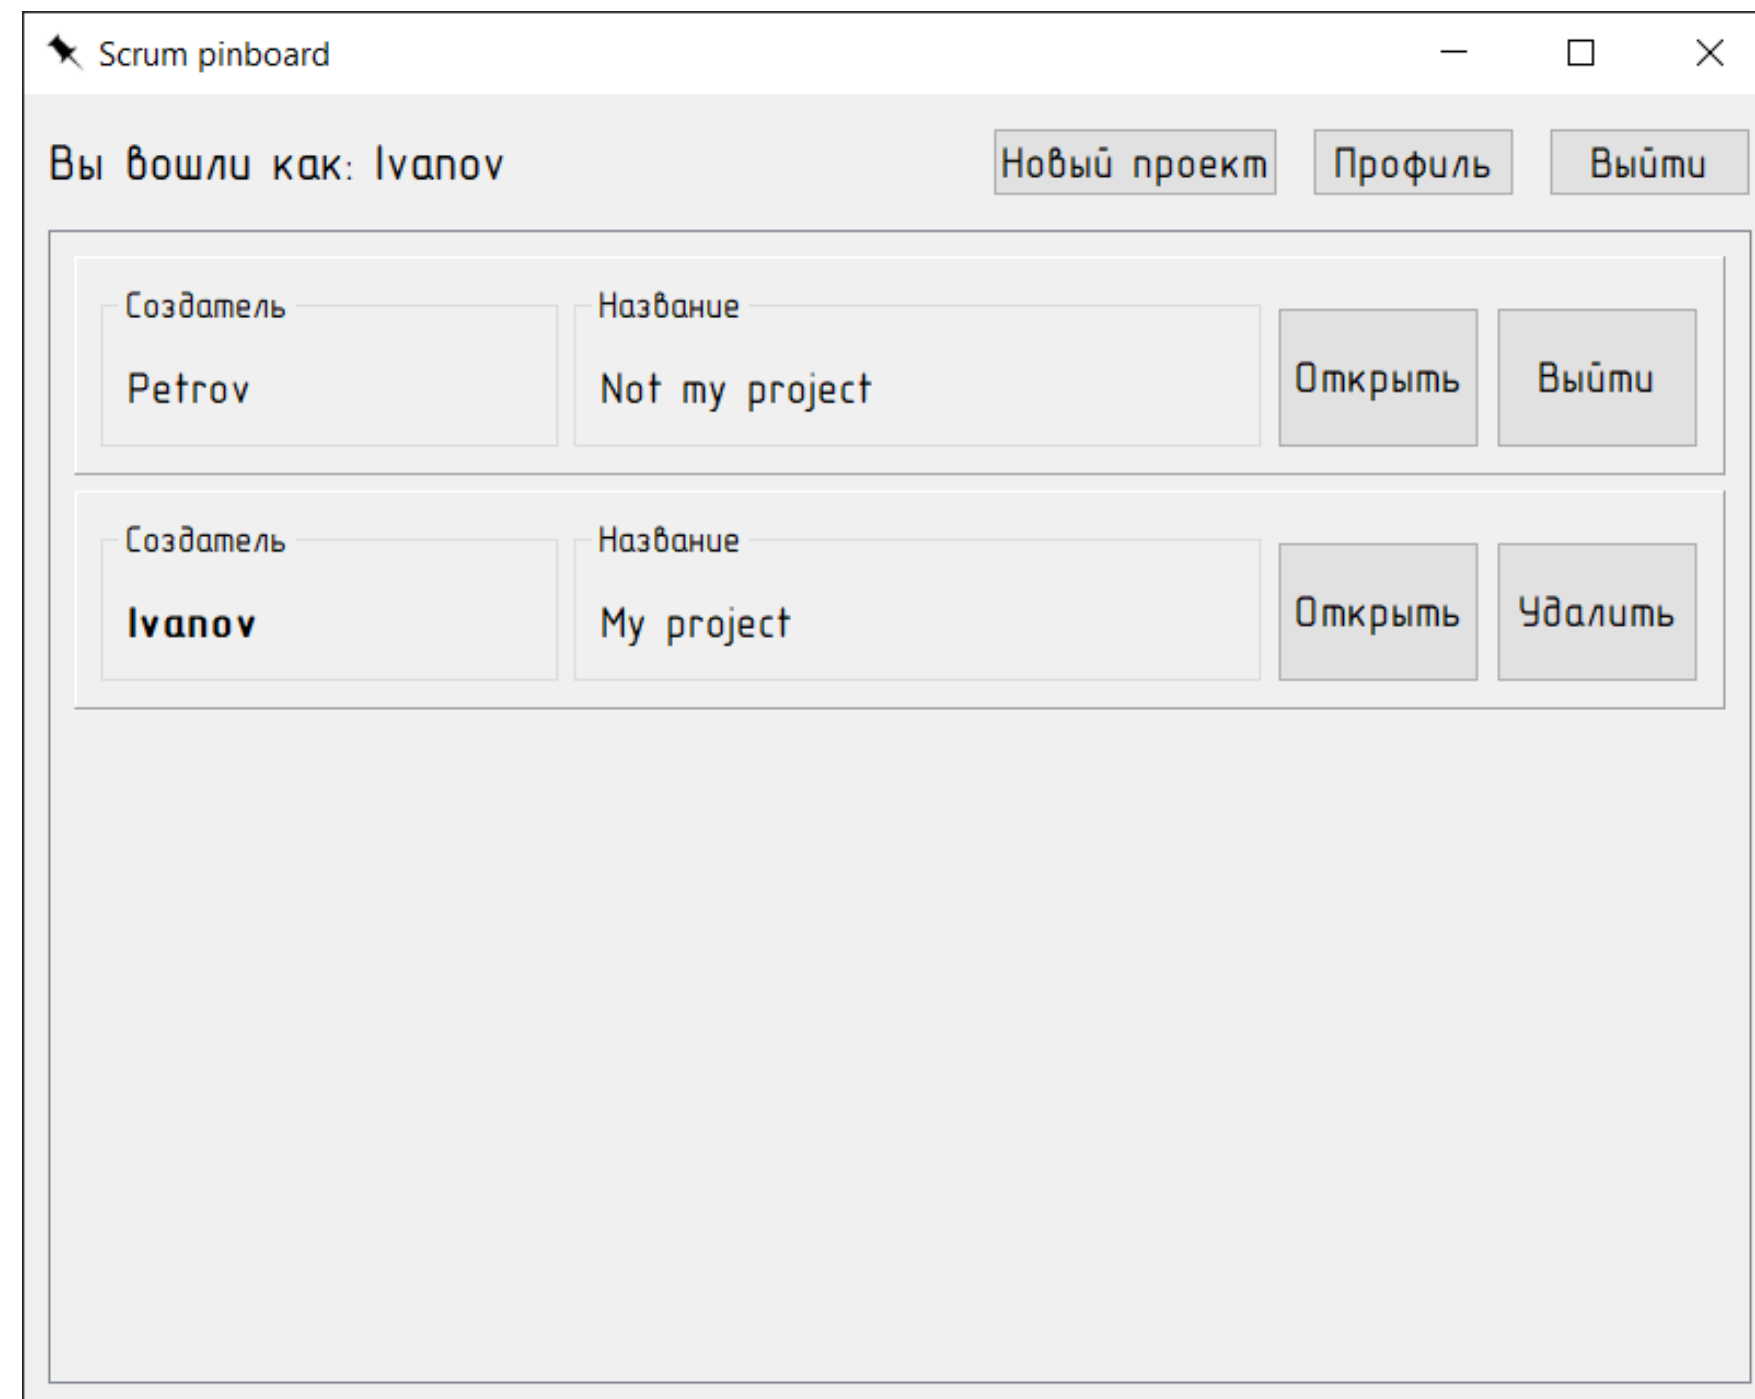 Scrum pinboard
Вы вошли как: Ivanov
Новый проект
Профиль
Выйти
Создатель
Название
Petrov
Not my project
Открыть
Выйти
Создатель
Название
Ivanov
My project
Открыть
Удалить